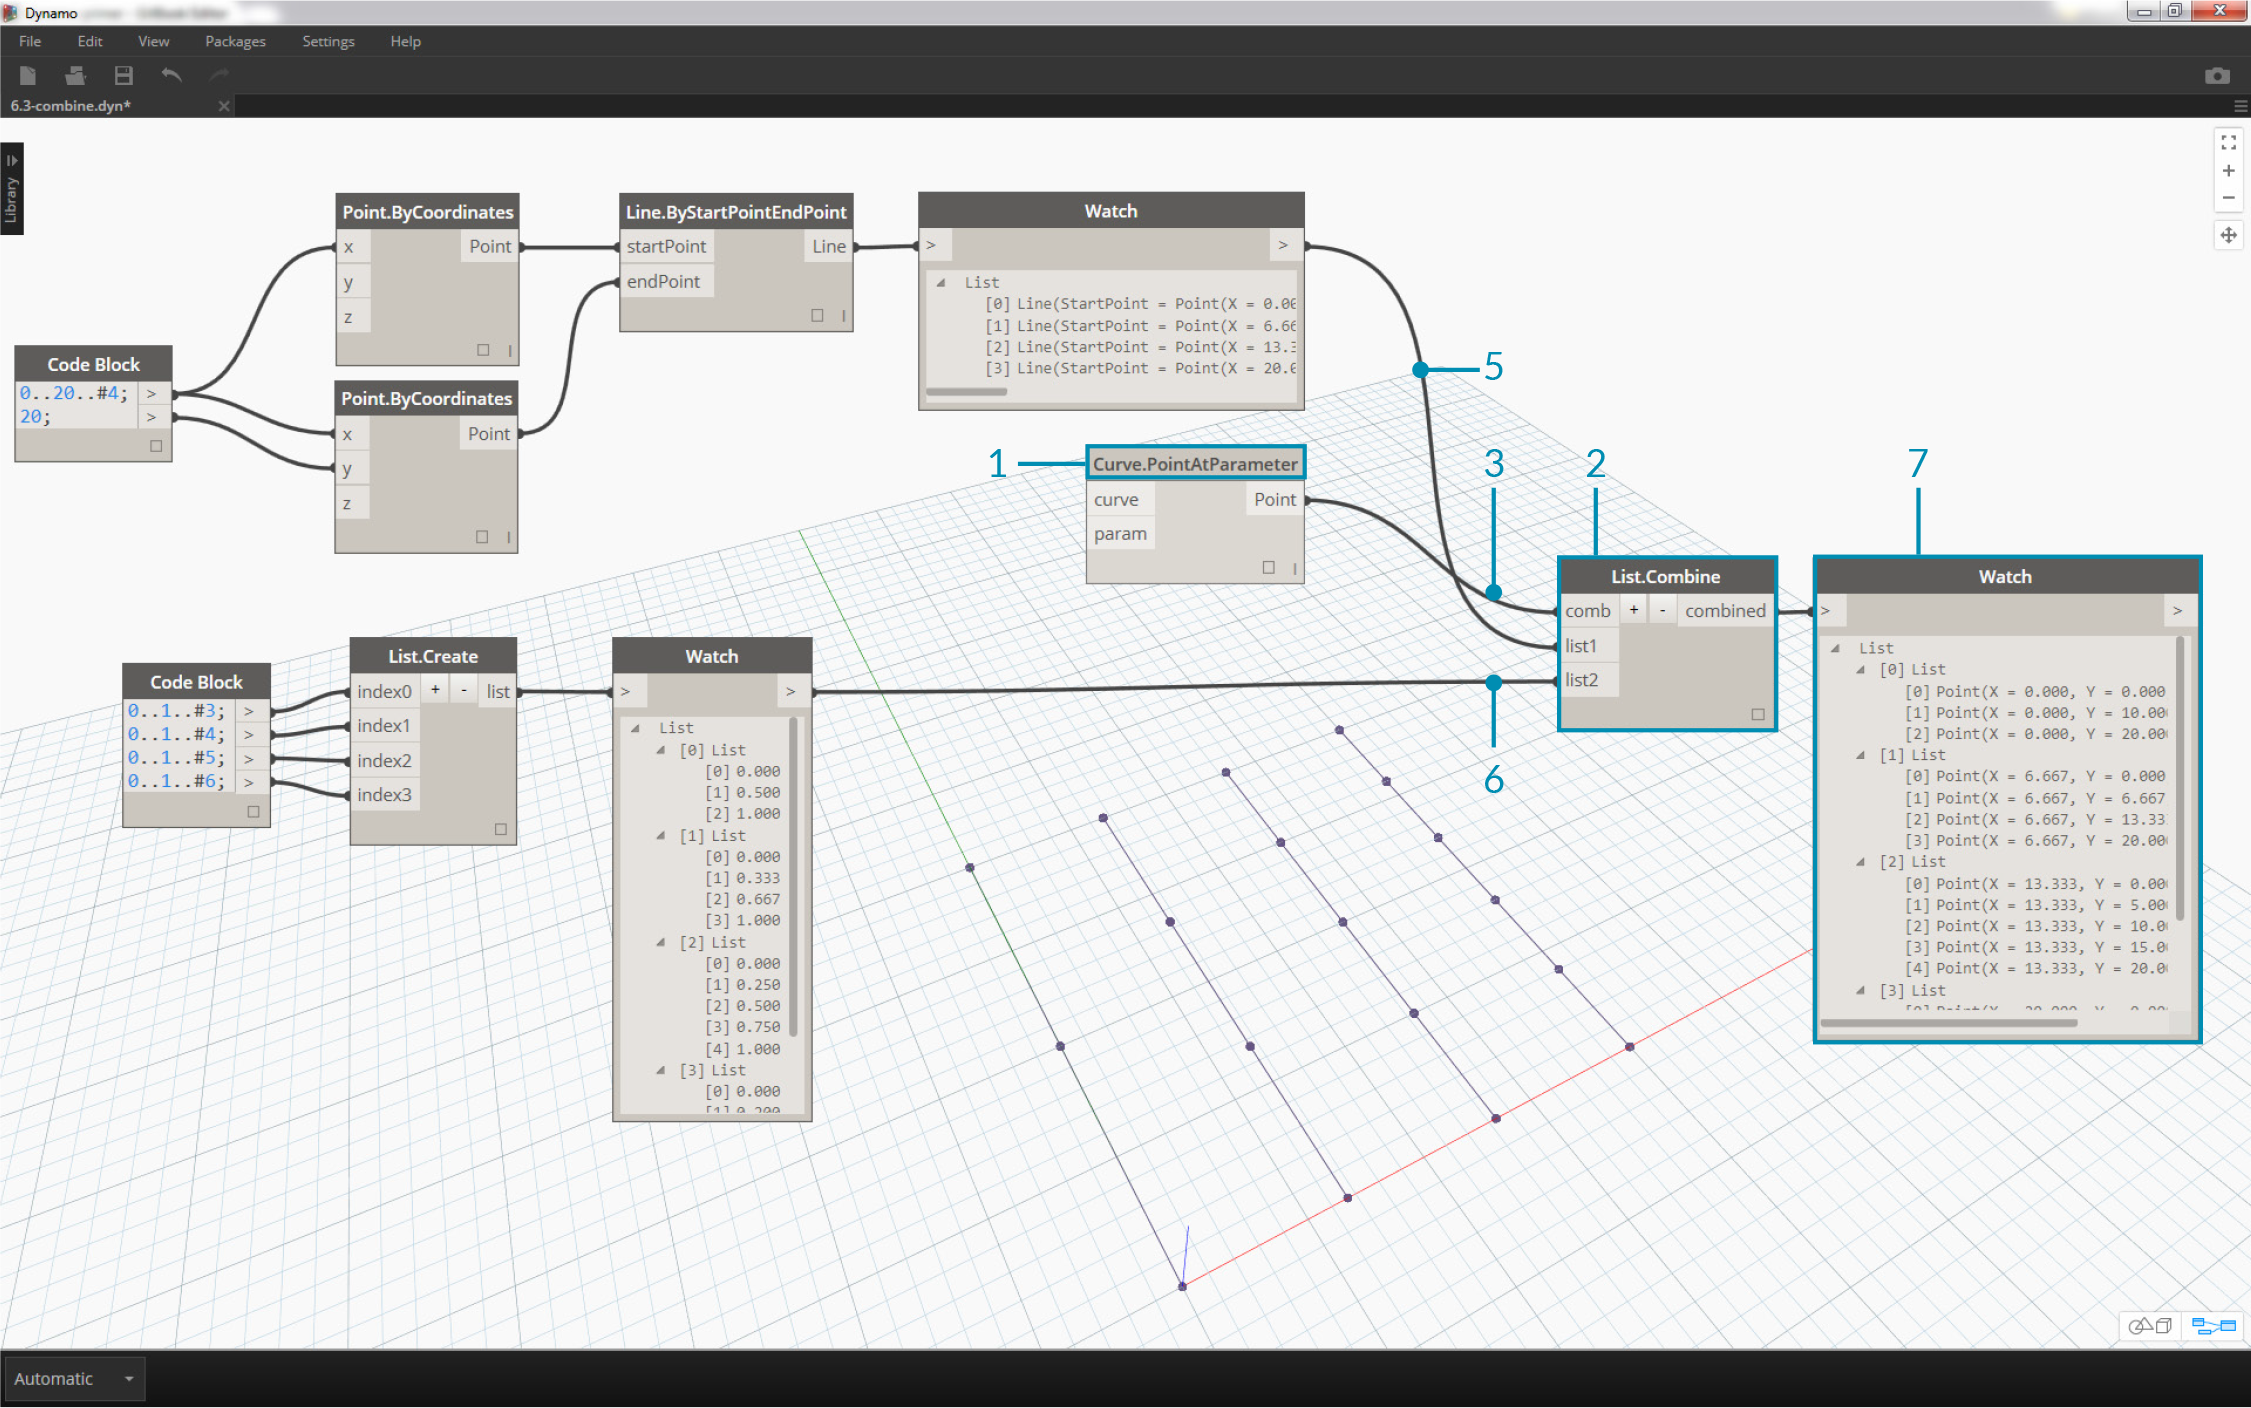 Dynamo
File Edit View Packages Settings Help
6.3-combine.dyn*
Library
Point.ByCoordinates
x Point
y
z
Line.ByStartPointEndPoint
startPoint Line
endPoint
Watch
> >
List
[0] Line(StartPoint = Point(X = 0.00
[1] Line(StartPoint = Point(X = 6.66
[2] Line(StartPoint = Point(X = 13.3
[3] Line(StartPoint = Point(X = 20.0
Code Block
0..20..#4; >
20; >
Point.ByCoordinates
x Point
y
z
5
1
Curve.PointAtParameter
curve Point
param
3
2
7
List.Combine
comb + - combined
list1
list2
6
Watch
> >
List
[0] List
[0] Point(X = 0.000, Y = 0.000
[1] Point(X = 0.000, Y = 10.00
[2] Point(X = 0.000, Y = 20.00
[1] List
[0] Point(X = 6.667, Y = 0.000
[1] Point(X = 6.667, Y = 6.667
[2] Point(X = 6.667, Y = 13.33
[3] Point(X = 6.667, Y = 20.00
[2] List
[0] Point(X = 13.333, Y = 0.00
[1] Point(X = 13.333, Y = 5.00
[2] Point(X = 13.333, Y = 10.0
[3] Point(X = 13.333, Y = 15.0
[4] Point(X = 13.333, Y = 20.0
[3] List
Code Block
0..1..#3; >
0..1..#4; >
0..1..#5; >
0..1..#6; >
List.Create
index0 + - list
index1
index2
index3
Watch
> >
List
[0] List
[0] 0.000
[1] 0.500
[2] 1.000
[1] List
[0] 0.000
[1] 0.333
[2] 0.667
[3] 1.000
[2] List
[0] 0.000
[1] 0.250
[2] 0.500
[3] 0.750
[4] 1.000
[3] List
[0] 0.000
[1] 0.200
Automatic